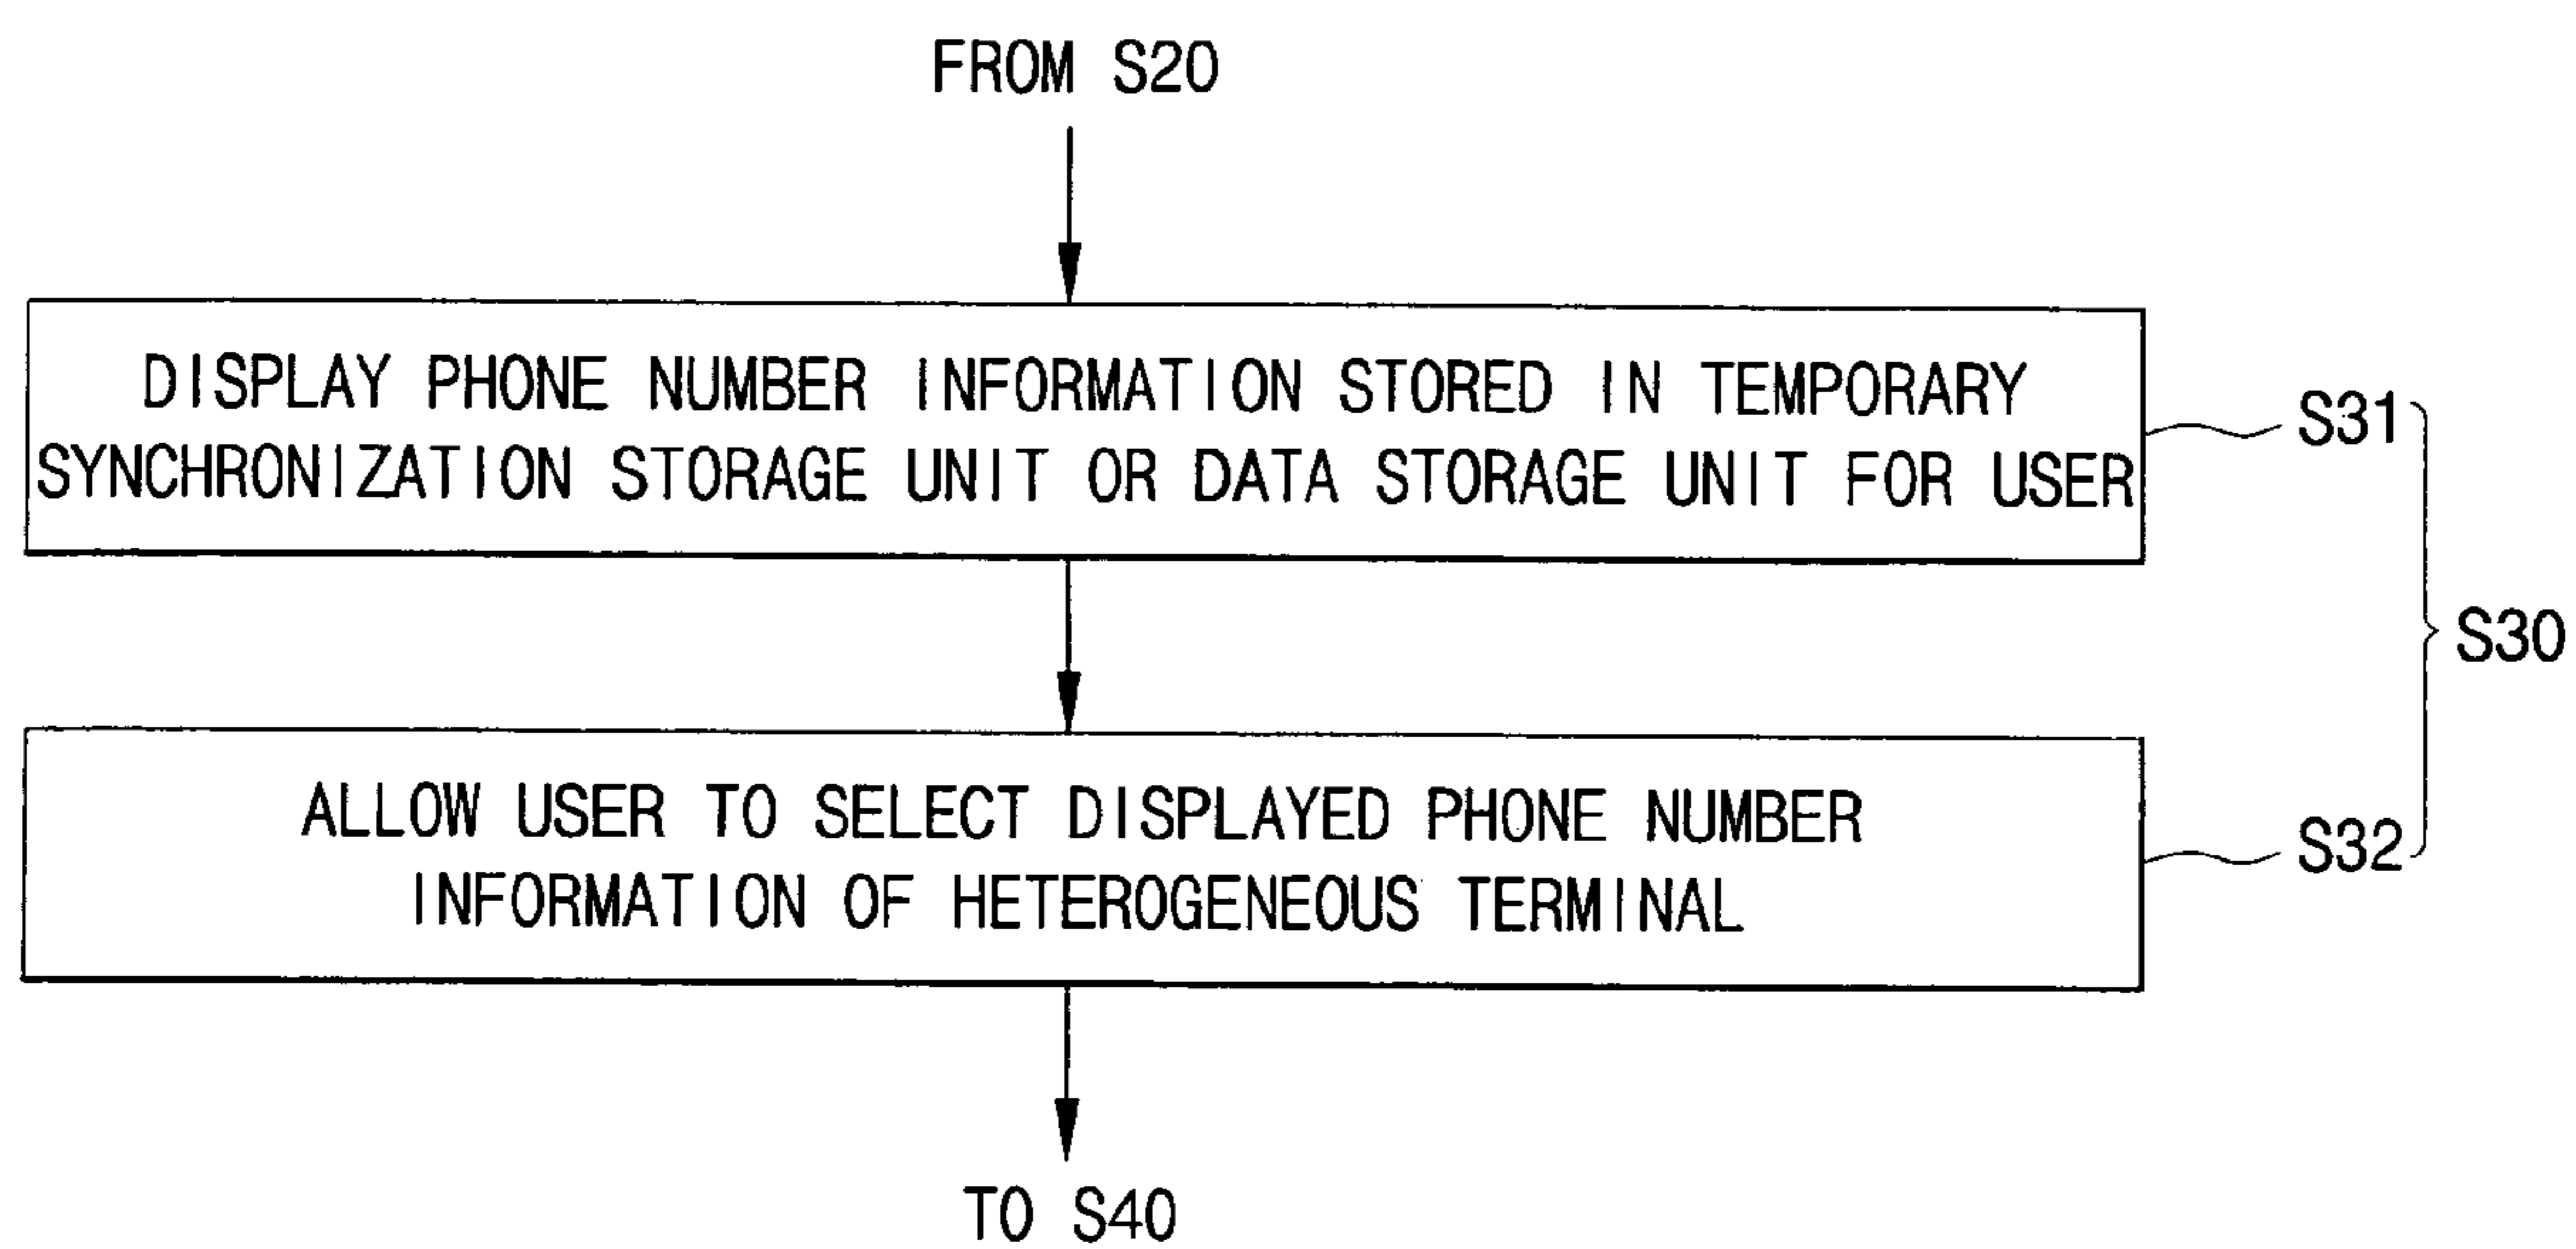 FROM S20
DISPLAY PHONE NUMBER INFORMATION STORED IN TEMPORARY
SYNCHRONIZATION STORAGE UNIT OR DATA STORAGE UNIT FOR USER
S31
S30
ALLOW USER TO SELECT DISPLAYED PHONE NUMBER
INFORMATION OF HETEROGENEOUS TERMINAL
S32
TO S40